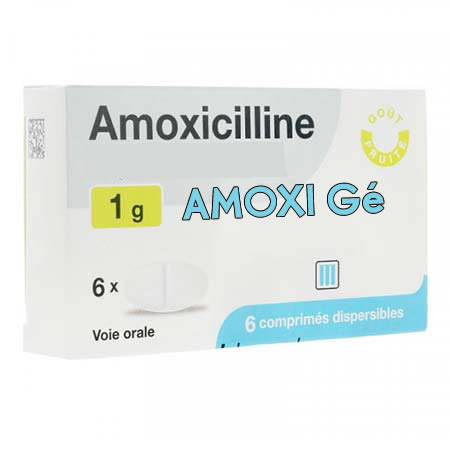 Amoxicilline
GOÛT
FRUITÉ
1 g
AMOXI Gé
6 x
6 comprimés dispersibles
Voie orale